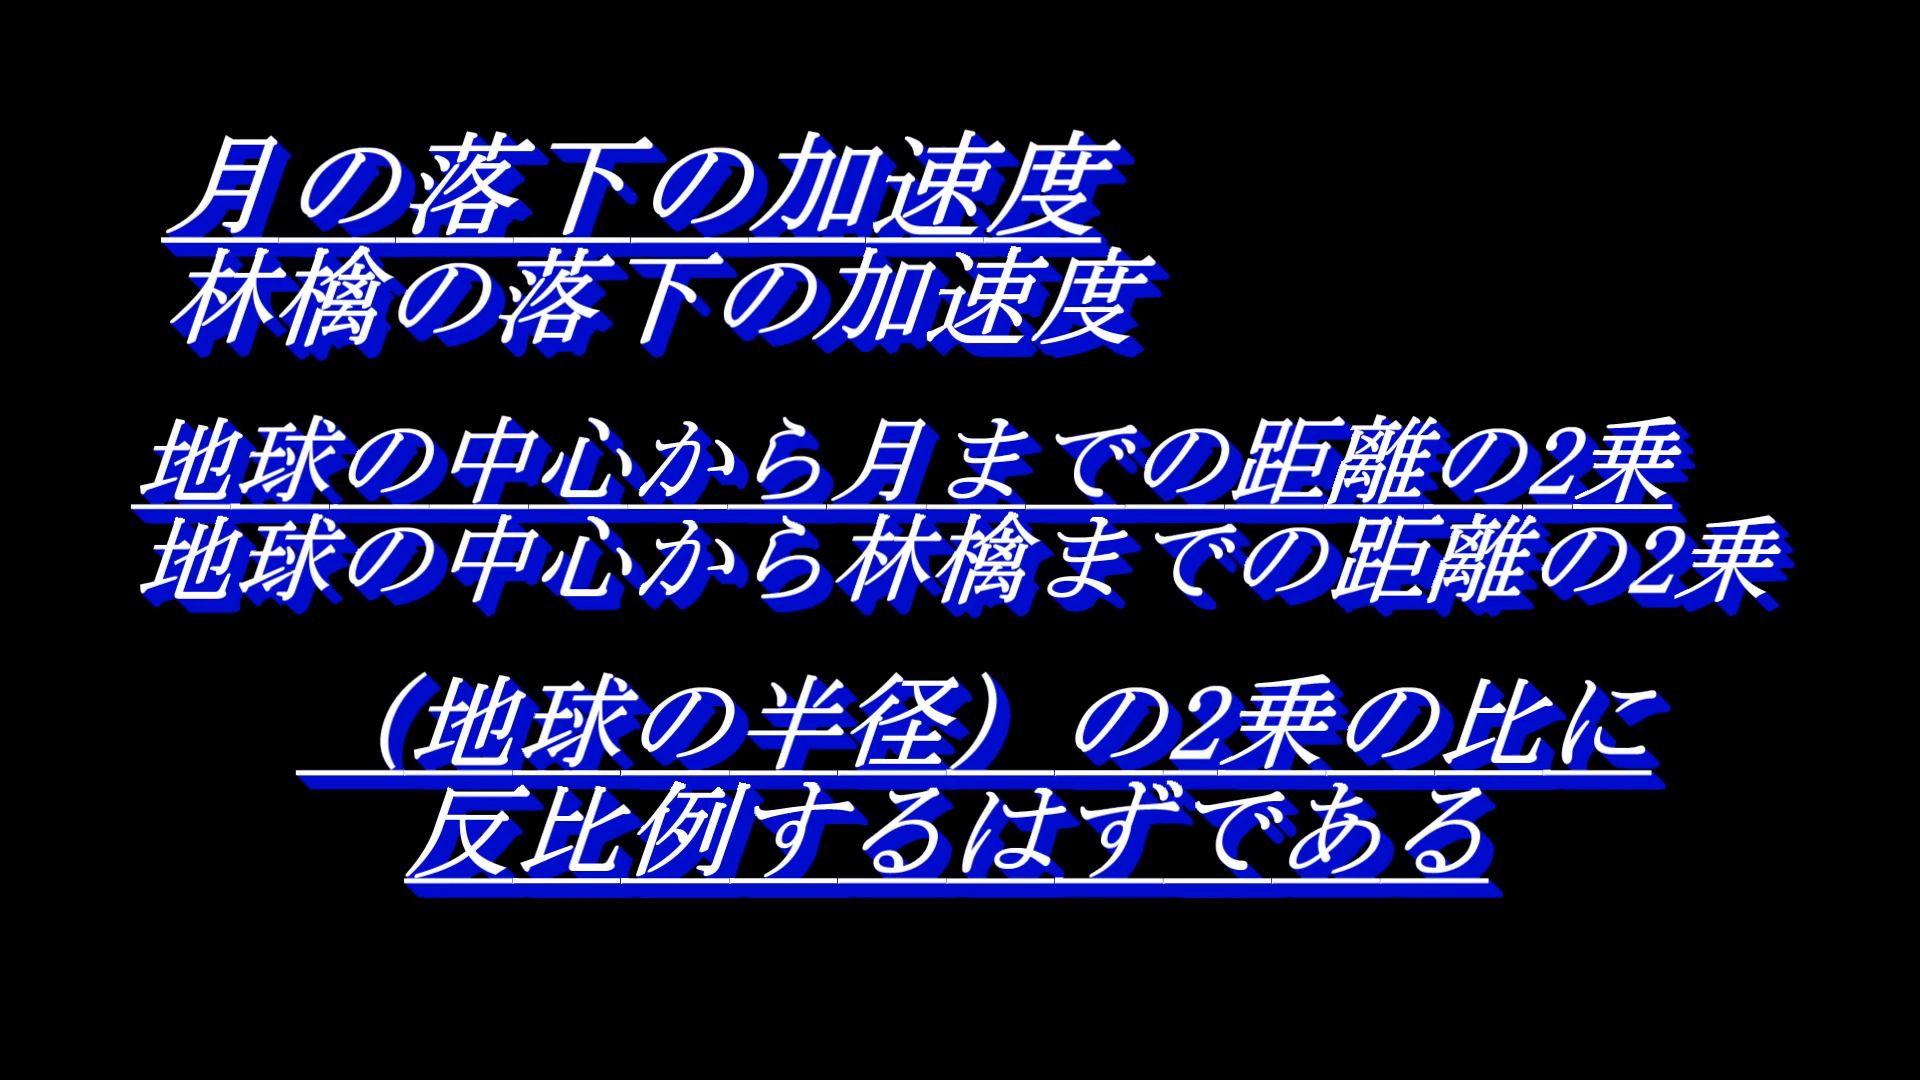 月の落下の加速度
林檎の落下の加速度
地球の中心から月までの距離の2乗
地球の中心から林檎までの距離の2乗
(地球の半径)の2乗の比に
反比例するはずである